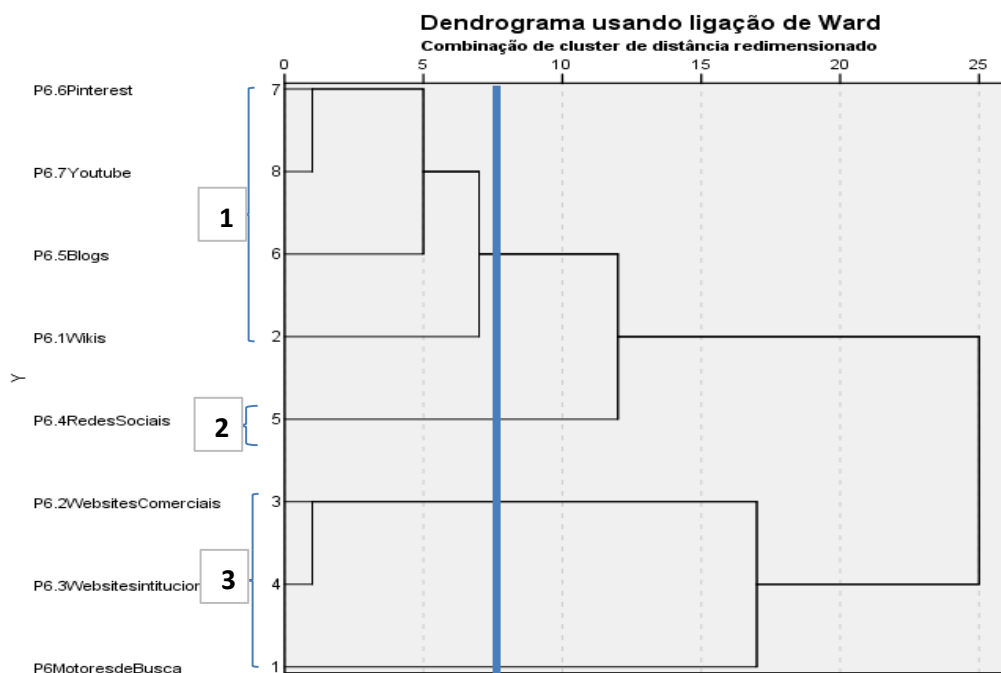 Dendrograma usando ligação de Ward
Combinação de cluster de distância redimensionado
0 5 10 15 20 25
P6.6Pinterest 7
P6.7Youtube 8
1
P6.5Blogs 6
P6.1Wikis 2
Y
P6.4RedesSociais 5
2
P6.2WebsitesComerciais 3
P6.3Websitesintitucior 4
3
P6MotoresdeBusca 1